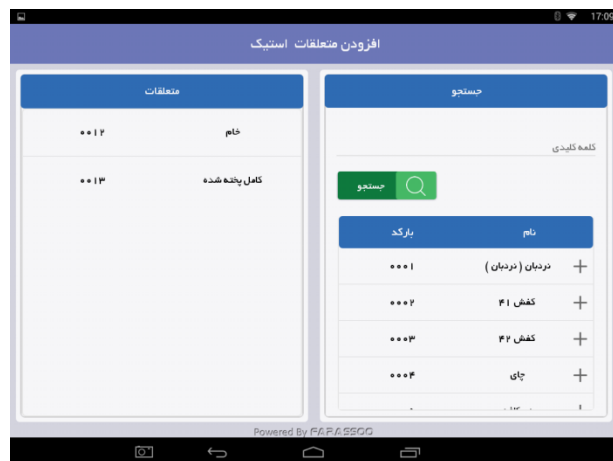 17:09
افزودن متعلقات استیک
جستجو
کلمه کلیدی
جستجو
نام بارکد
نردبان ( نردبان ) ۰۰۰۱
کفش ۴۱ ۰۰۰۲
کفش ۴۲ ۰۰۰۳
چای ۰۰۰۴
متعلقات
خام ۰۰۱۲
کامل پخته شده ۰۰۱۳
Powered By FARASSOO